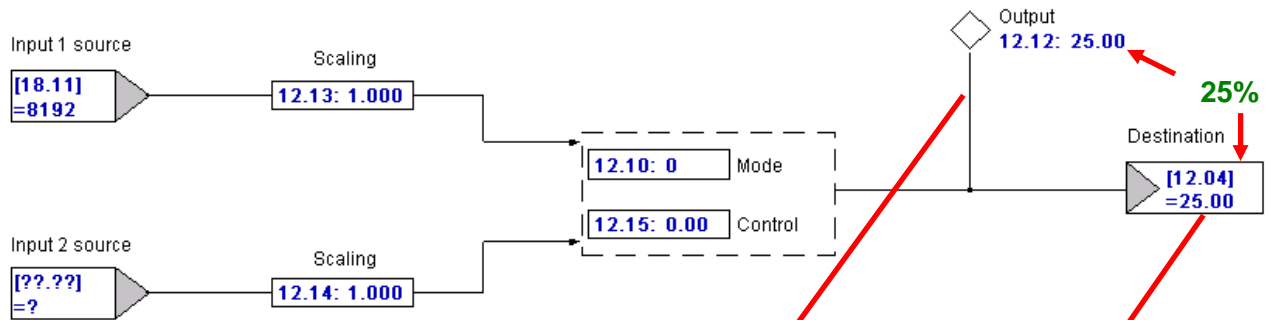 Output
12.12: 25.00
Input 1 source
Scaling
[18.11]
=8192
12.13: 1.000
25%
Destination
12.10: 0
Mode
[12.04]
=25.00
12.15: 0.00
Control
Input 2 source
Scaling
[??.??]
=?
12.14: 1.000